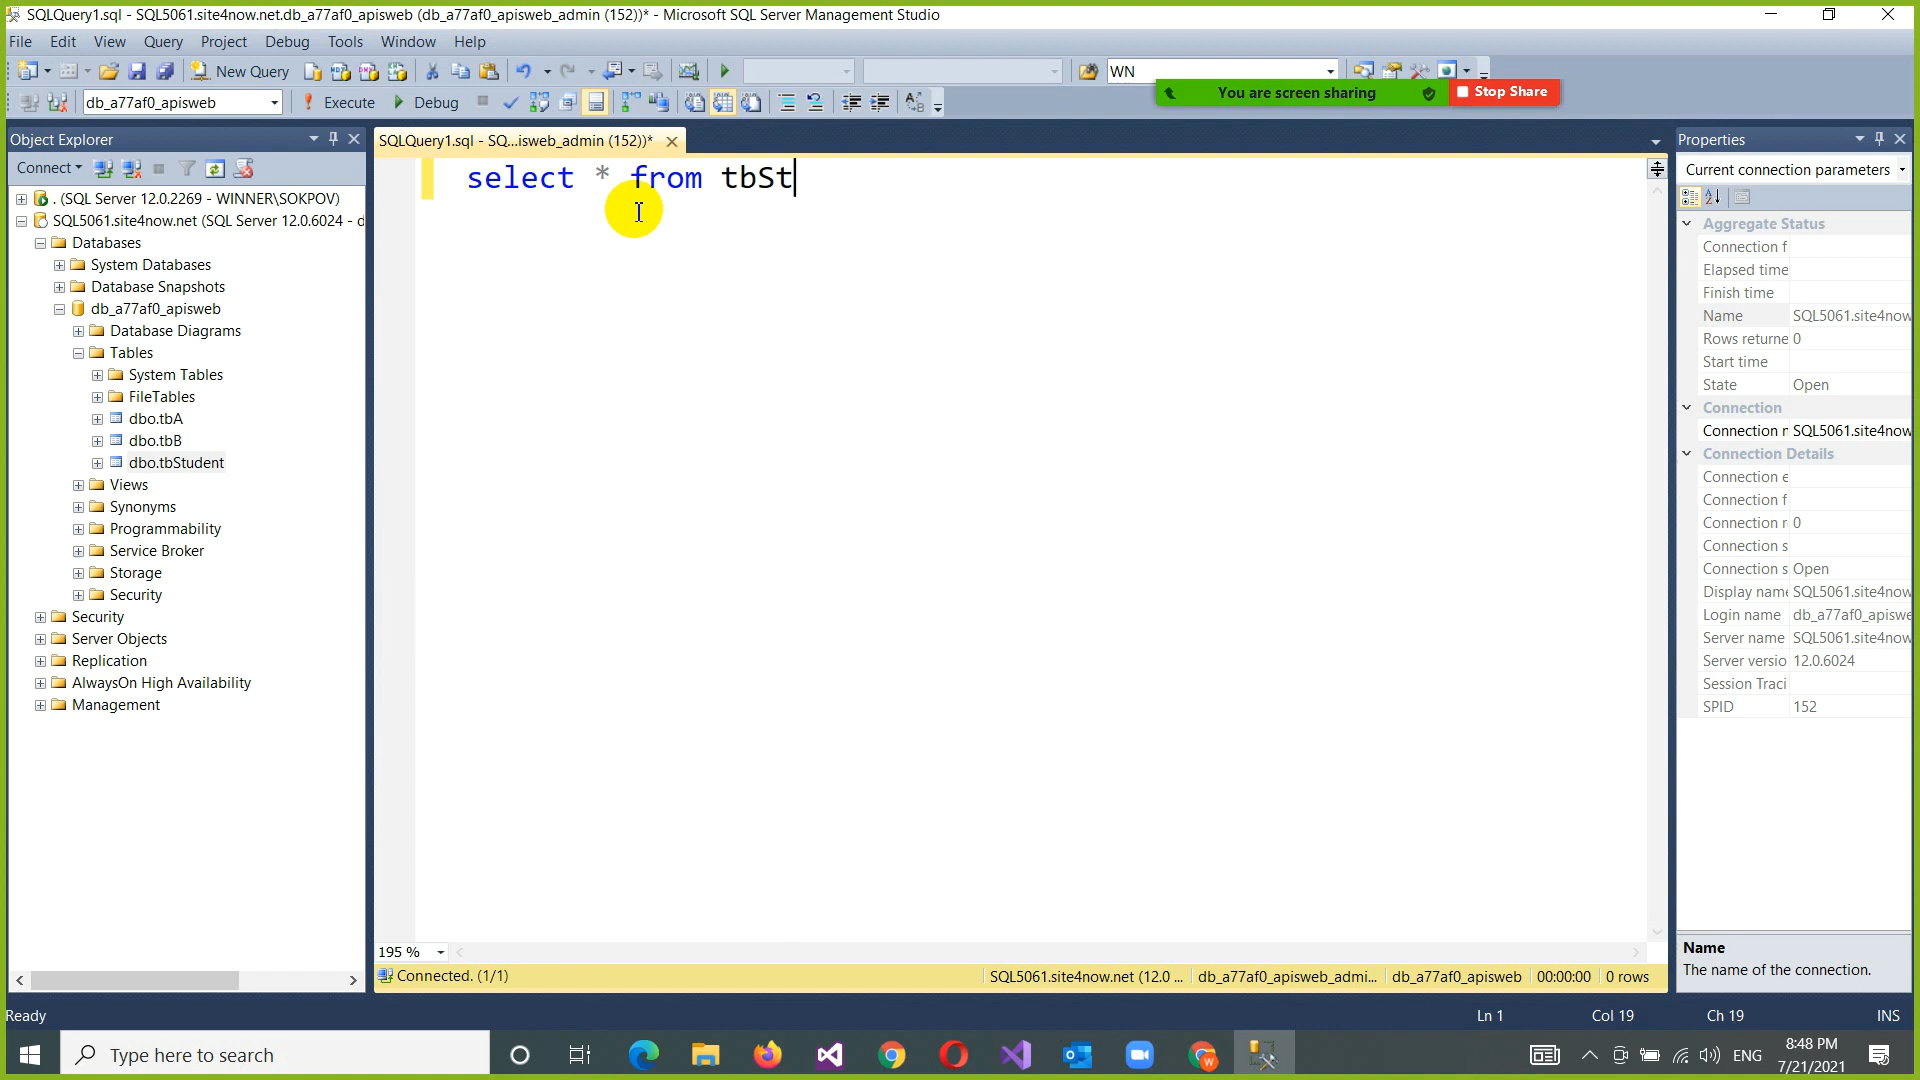 SQLQuery1.sql - SQL5061.site4now.net.db_a77af0_apisweb (db_a77af0_apisweb_admin (152))* - Microsoft SQL Server Management Studio
File Edit View Query Project Debug Tools Window Help
New Query WN
db_a77af0_apisweb Execute Debug
You are screen sharing Stop Share
Object Explorer
Connect
. (SQL Server 12.0.2269 - WINNER\SOKPOV)
SQL5061.site4now.net (SQL Server 12.0.6024 - d
Databases
System Databases
Database Snapshots
db_a77af0_apisweb
Database Diagrams
Tables
System Tables
FileTables
dbo.tbA
dbo.tbB
dbo.tbStudent
Views
Synonyms
Programmability
Service Broker
Storage
Security
Security
Server Objects
Replication
AlwaysOn High Availability
Management
SQLQuery1.sql - SQ...isweb_admin (152))*
select * from tbSt
195 %
Connected. (1/1) SQL5061.site4now.net (12.0 ... db_a77af0_apisweb_admi... db_a77af0_apisweb 00:00:00 0 rows
Properties
Current connection parameters
Aggregate Status
Connection f
Elapsed time
Finish time
Name SQL5061.site4now
Rows returne 0
Start time
State Open
Connection
Connection n SQL5061.site4now
Connection Details
Connection e
Connection f
Connection r 0
Connection s
Connection s Open
Display name SQL5061.site4now
Login name db_a77af0_apiswe
Server name SQL5061.site4now
Server versio 12.0.6024
Session Traci
SPID 152
Name
The name of the connection.
Ready Ln 1 Col 19 Ch 19 INS
Type here to search
ENG
8:48 PM
7/21/2021